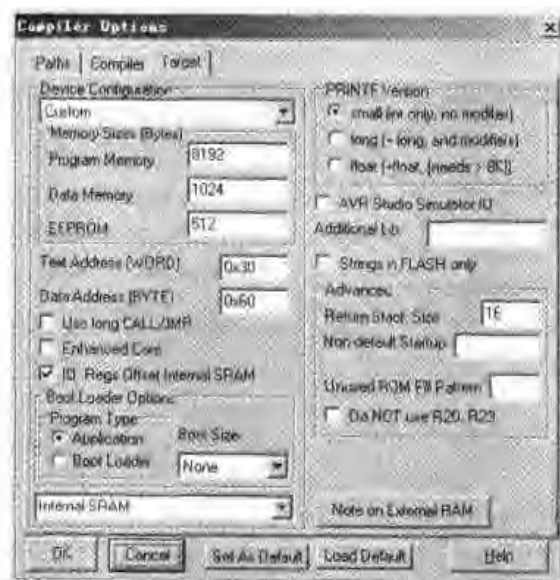 Compiler Options
Paths
Compiler
Target
Device Configuration
Custom
Memory Sizes (Bytes)
Program Memory
8192
Data Memory
1024
EEPROM
512
Text Address (WORD)
0x30
Data Address (BYTE)
0x60
Use long CALL/JMP
Enhanced Core
IO Regs Offset Internal SRAM
Boot Loader Options
Program Type
Application
Boot Loader
Boot Size
None
Internal SRAM
PRINTF Version
small (int only, no modifier)
long (+ long, and modifiers)
float (+float, (needs > 8K))
AVR Studio Simulator IO
Additional Lib
Strings in FLASH only
Advanced
Return Stack Size
16
Non-default Startup
Unused ROM Fill Pattern
Do NOT use R20..R23
Note on External RAM
OK
Cancel
Set As Default
Load Default
Help